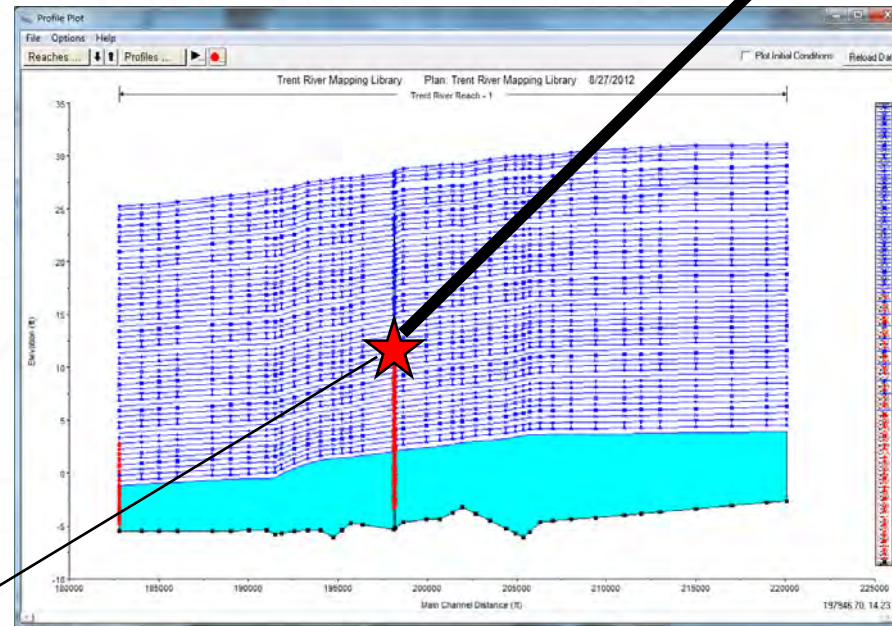 Profile Plot
File Options Help
Reaches ... Profiles ... Plot Initial Conditions Reload Dat
Trent River Mapping Library Plan: Trent River Mapping Library 8/27/2012
Trent River Reach - 1
35
30
25
20
15
10
5
0
-5
-10
Elevation (ft)
180000 185000 190000 195000 200000 205000 210000 215000 220000 225000
Main Channel Distance (ft)
197946.70, 14.23